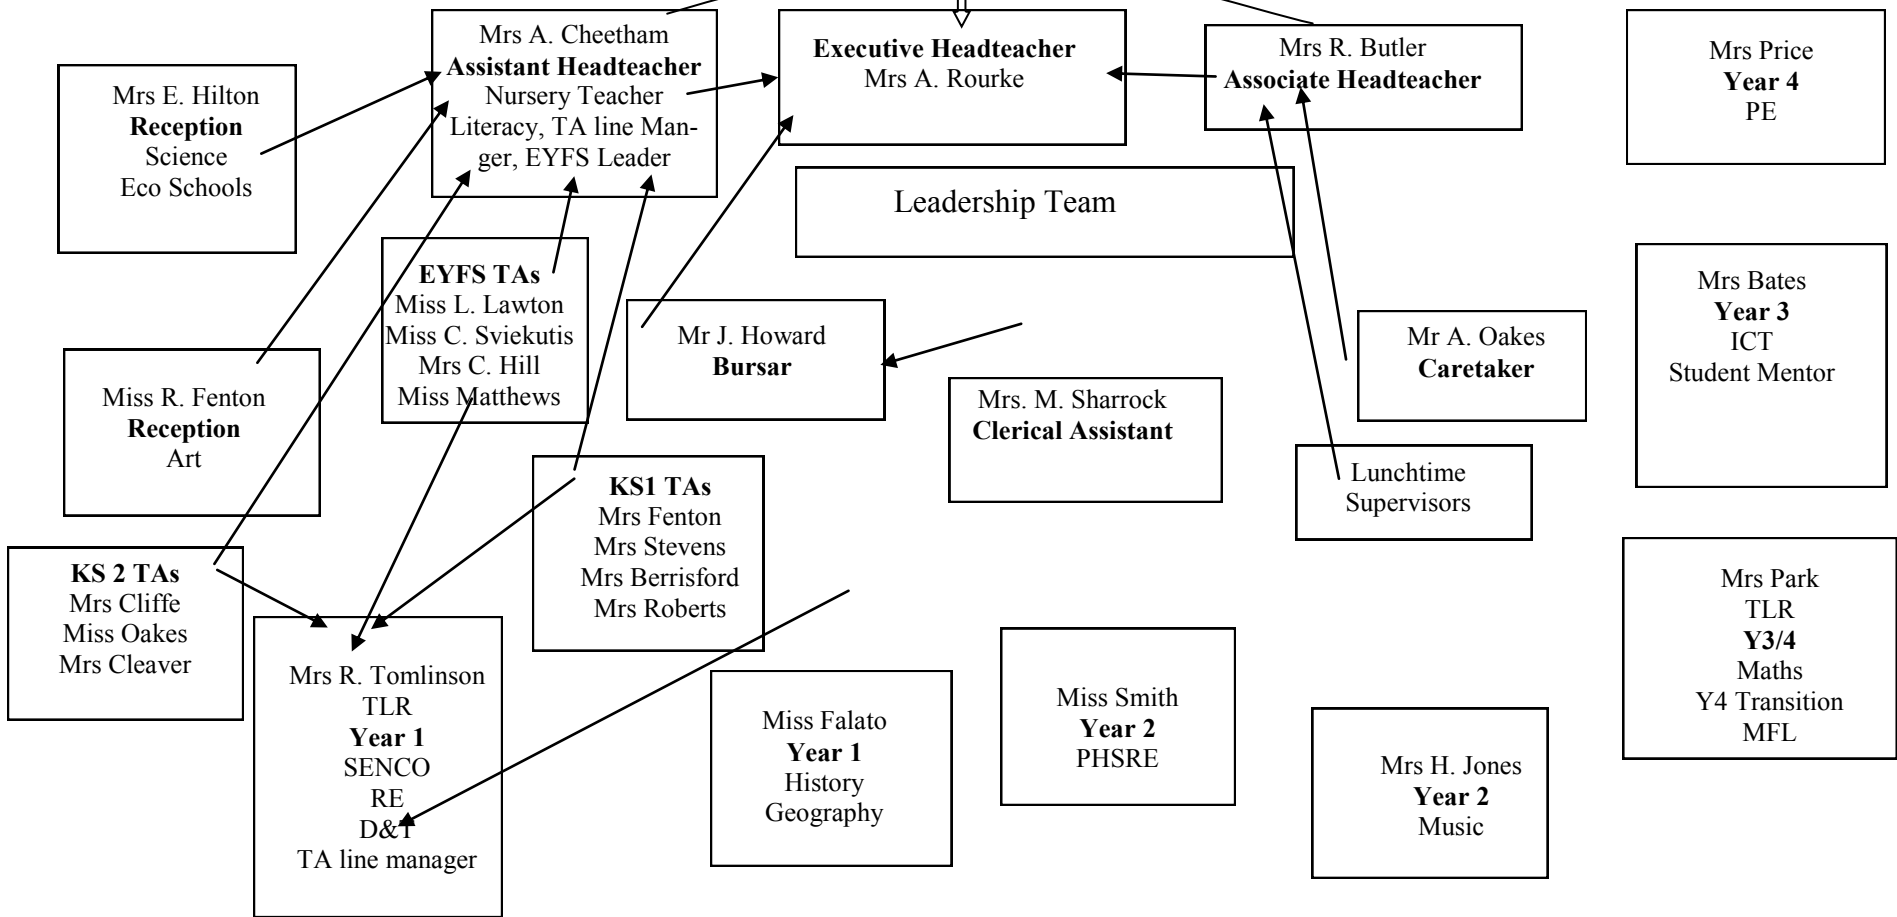 Mrs A. Cheetham
Assistant Headteacher
Nursery Teacher
Literacy, TA line Man-
ger, EYFS Leader
Executive Headteacher
Mrs A. Rourke
Mrs R. Butler
Associate Headteacher
Mrs Price
Year 4
PE
Mrs E. Hilton
Reception
Science
Eco Schools
Leadership Team
EYFS TAs
Miss L. Lawton
Miss C. Sviekutis
Mrs C. Hill
Miss Matthews
Mr J. Howard
Bursar
Mr A. Oakes
Caretaker
Mrs Bates
Year 3
ICT
Student Mentor
Miss R. Fenton
Reception
Art
Mrs. M. Sharrock
Clerical Assistant
Lunchtime
Supervisors
KS1 TAs
Mrs Fenton
Mrs Stevens
Mrs Berrisford
Mrs Roberts
KS 2 TAs
Mrs Cliffe
Miss Oakes
Mrs Cleaver
Mrs Park
TLR
Y3/4
Maths
Y4 Transition
MFL
Mrs R. Tomlinson
TLR
Year 1
SENCO
RE
D&T
TA line manager
Miss Falato
Year 1
History
Geography
Miss Smith
Year 2
PHSRE
Mrs H. Jones
Year 2
Music